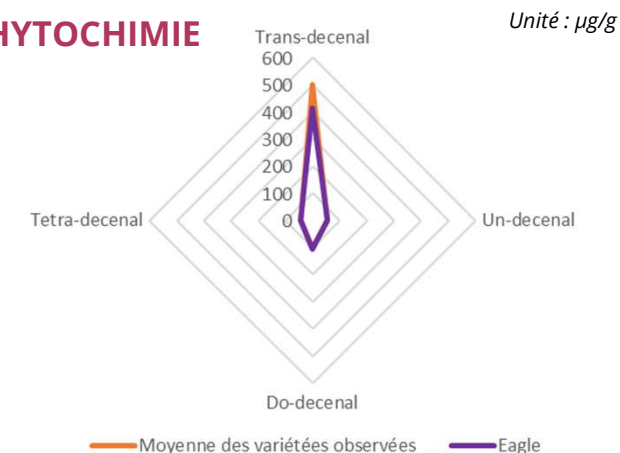 HYTOCHIMIE
Unité : µg/g
Trans-decenal
600
500
400
300
200
100
0
Tetra-decenal
Un-decenal
Do-decenal
Moyenne des variétées observées
Eagle